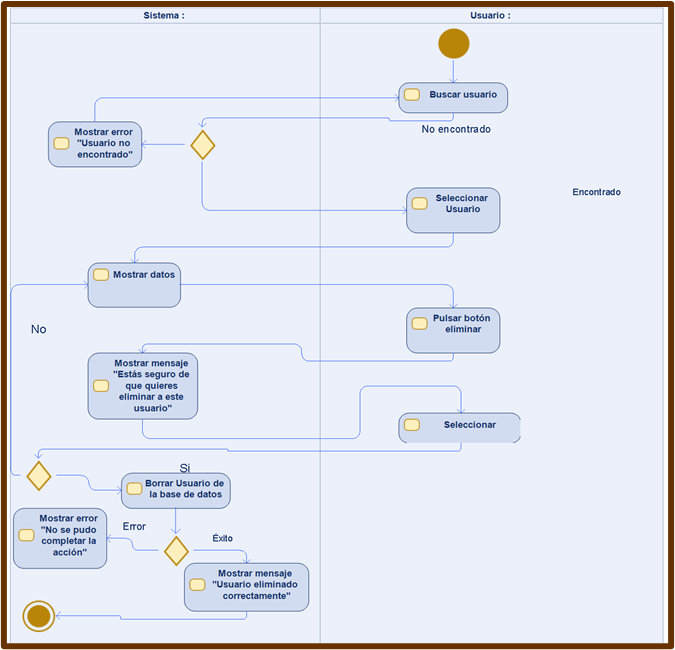 Sistema :
Usuario :
Buscar usuario
No encontrado
Mostrar error
"Usuario no
encontrado"
Encontrado
Seleccionar
Usuario
Mostrar datos
No
Pulsar botón
eliminar
Mostrar mensaje
"Estás seguro de
que quieres
eliminar a este
usuario"
Seleccionar
Si
Borrar Usuario de
la base de datos
Mostrar error
"No se pudo
completar la
acción"
Error
Éxito
Mostrar mensaje
"Usuario eliminado
correctamente"